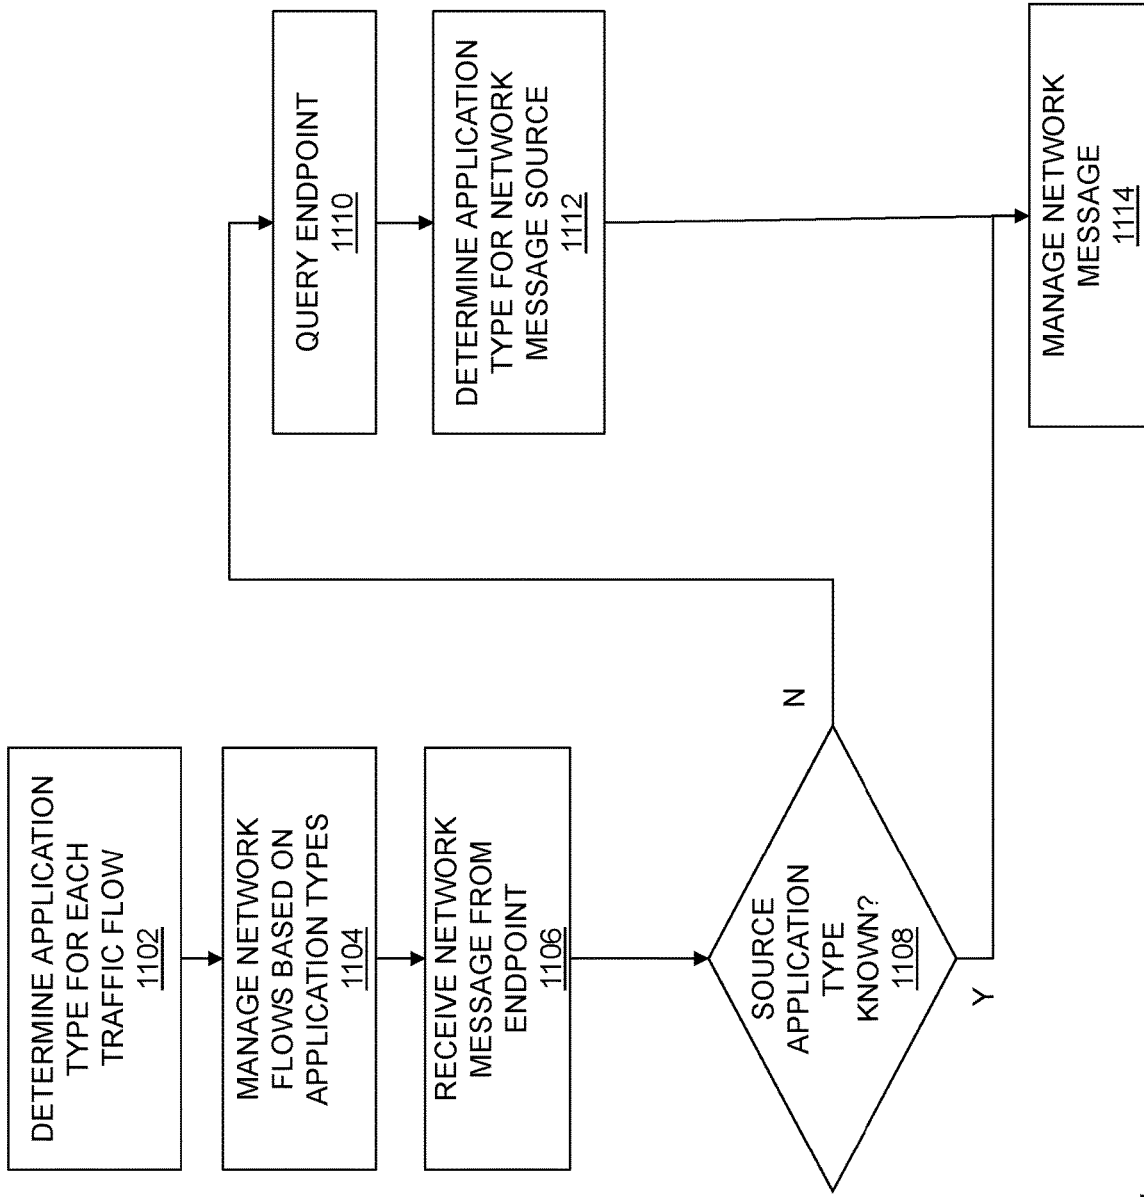 DETERMINE APPLICATION
TYPE FOR EACH
TRAFFIC FLOW
1102
MANAGE NETWORK
FLOWS BASED ON
APPLICATION TYPES
1104
RECEIVE NETWORK
MESSAGE FROM
ENDPOINT
1106
SOURCE
APPLICATION
TYPE
KNOWN?
1108
N
Y
QUERY ENDPOINT
1110
DETERMINE APPLICATION
TYPE FOR NETWORK
MESSAGE SOURCE
1112
MANAGE NETWORK
MESSAGE
1114